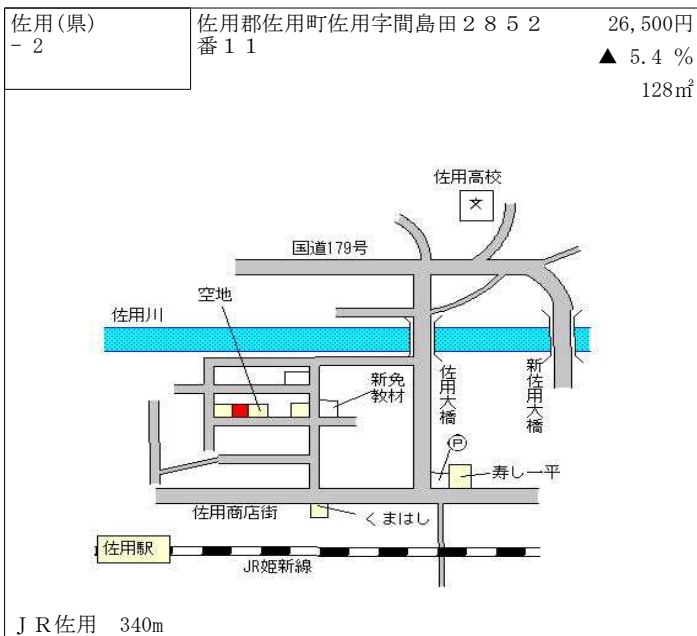 佐用(県)
－２
佐用郡佐用町佐用字間島田２８５２
番１１
26,500円
▲ 5.4 %
128㎡
佐用高校
文
国道179号
空地
佐用川
新免
教材
佐用大橋
新佐用大橋
P
寿し一平
佐用商店街
くまはし
佐用駅
JR姫新線
ＪＲ佐用　340m